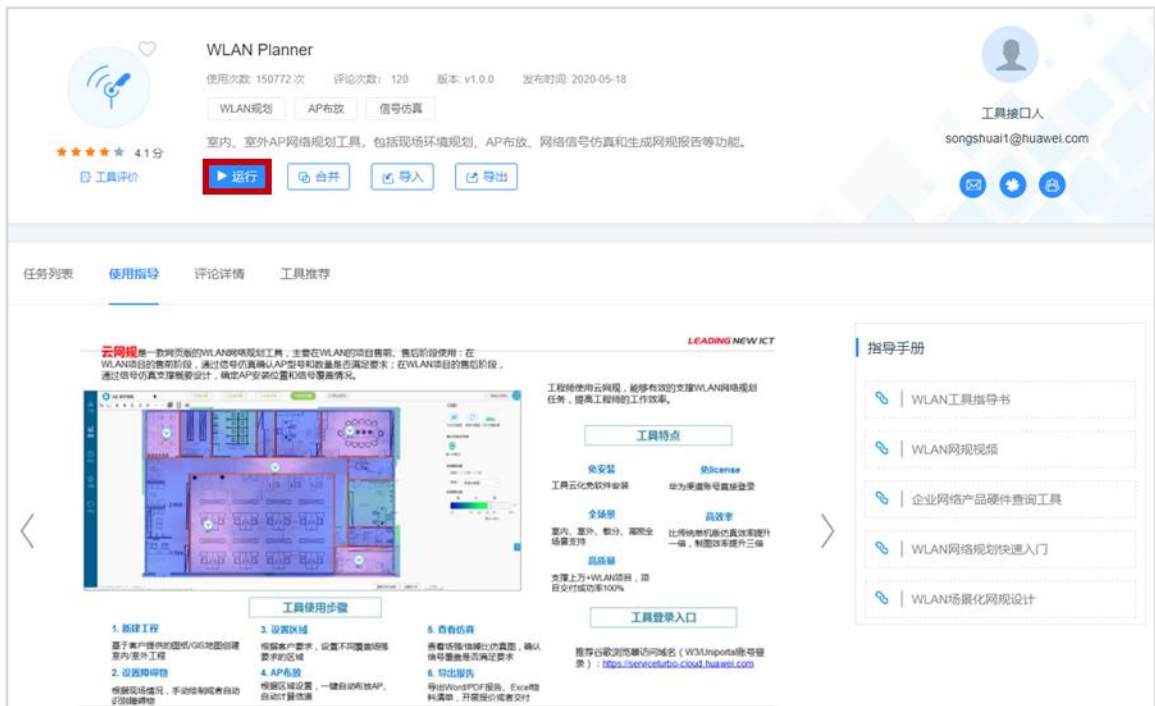 WLAN Planner
使用次数: 150772 次 评论次数: 120 版本: v1.0.0 发布时间: 2020-05-18
WLAN规划 AP布放 信号仿真
室内、室外AP网络规划工具，包括现场环境规划、AP布放、网络信号仿真和生成网规报告等功能。
4.1分
工具评价
运行 合并 导入 导出
工具接口人
songshuai1@huawei.com
任务列表 使用指导 评论详情 工具推荐
LEADING NEW ICT
云网规是一款网页版的WLAN网络规划工具，主要在WLAN的项目售前、售后阶段使用：在
WLAN项目的售前阶段，通过信号仿真确认AP型号和数量是否满足要求；在WLAN项目的售后阶段，
通过信号仿真支撑概要设计，确定AP安装位置和信号覆盖情况。
工程师使用云网规，能够有效的支撑WLAN网络规划
任务，提高工程师的工作效率。
工具特点
免安装
工具云化免软件安装
免license
华为渠道账号直接登录
全场景
室内、室外、数分、高密全
场景支持
高效率
比传统单机版仿真效率提升
一倍，制图效率提升三倍
高质量
支撑上万+WLAN项目，项
目交付成功率100%
工具使用步骤
1. 新建工程
基于客户提供的图纸/GIS地图创建
室内/室外工程
2. 设置障碍物
根据现场情况，手动绘制或者自动
识别障碍物
3. 设置区域
根据客户要求，设置不同覆盖场强
要求的区域
4. AP布放
根据区域设置，一键自动布放AP、
自动计算信道
5. 查看仿真
查看场强/信噪比仿真图，确认
信号覆盖是否满足要求
6. 导出报告
导出Word/PDF报告、Excel物
料清单，开展报价或者交付
工具登录入口
推荐谷歌浏览器访问域名（W3/Uniportal账号登
录）：https://serviceturbo-cloud.huawei.com
指导手册
WLAN工具指导书
WLAN网规视频
企业网络产品硬件查询工具
WLAN网络规划快速入门
WLAN场景化网规设计